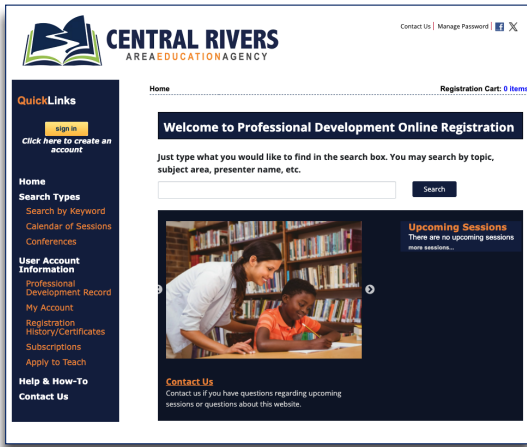 CENTRAL RIVERS
AREAEDUCATIONAGENCY
Contact Us | Manage Password |
Home
Registration Cart: 0 items
QuickLinks
sign in
Click here to create an
account
Home
Search Types
Search by Keyword
Calendar of Sessions
Conferences
User Account
Information
Professional
Development Record
My Account
Registration
History/Certificates
Subscriptions
Apply to Teach
Help & How-To
Contact Us
Welcome to Professional Development Online Registration
Just type what you would like to find in the search box. You may search by topic,
subject area, presenter name, etc.
Search
Upcoming Sessions
There are no upcoming sessions
more sessions...
Contact Us
Contact us if you have questions regarding upcoming
sessions or questions about this website.